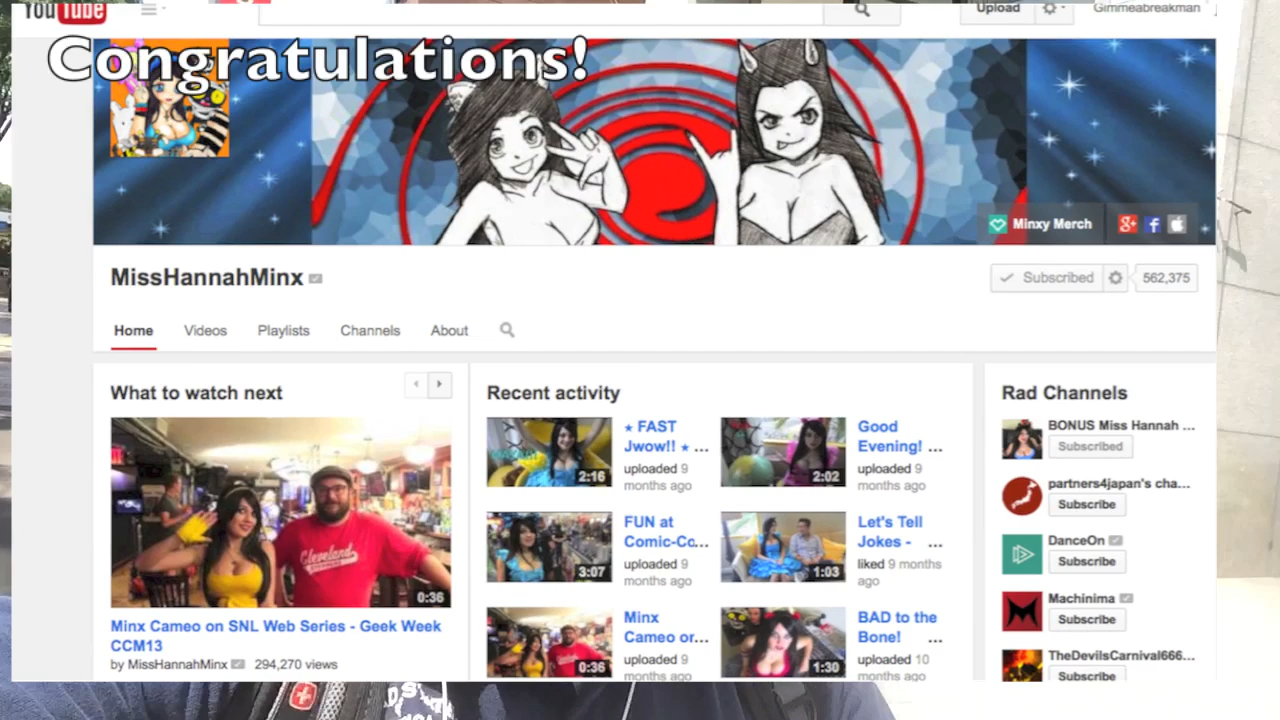 YouTube
Upload
Gimmeabreakman
Congratulations!
Minxy Merch
MissHannahMinx
Subscribed
562,375
Home
Videos
Playlists
Channels
About
What to watch next
Cleveland
0:36
Minx Cameo on SNL Web Series - Geek Week
CCM13
by MissHannahMinx 294,270 views
Recent activity
★ FAST
Jwow!! ★ ...
uploaded 9
months ago
2:16
Good
Evening! ...
uploaded 9
months ago
2:02
FUN at
Comic-Co...
uploaded 9
months ago
3:07
Let's Tell
Jokes - ...
liked 9 months
ago
1:03
Minx
Cameo or...
uploaded 9
months ago
0:36
BAD to the
Bone! ...
uploaded 10
months ago
1:30
Rad Channels
BONUS Miss Hannah ...
Subscribed
partners4japan's cha...
Subscribe
DanceOn
Subscribe
Machinima
Subscribe
TheDevilsCarnival666...
Subscribe